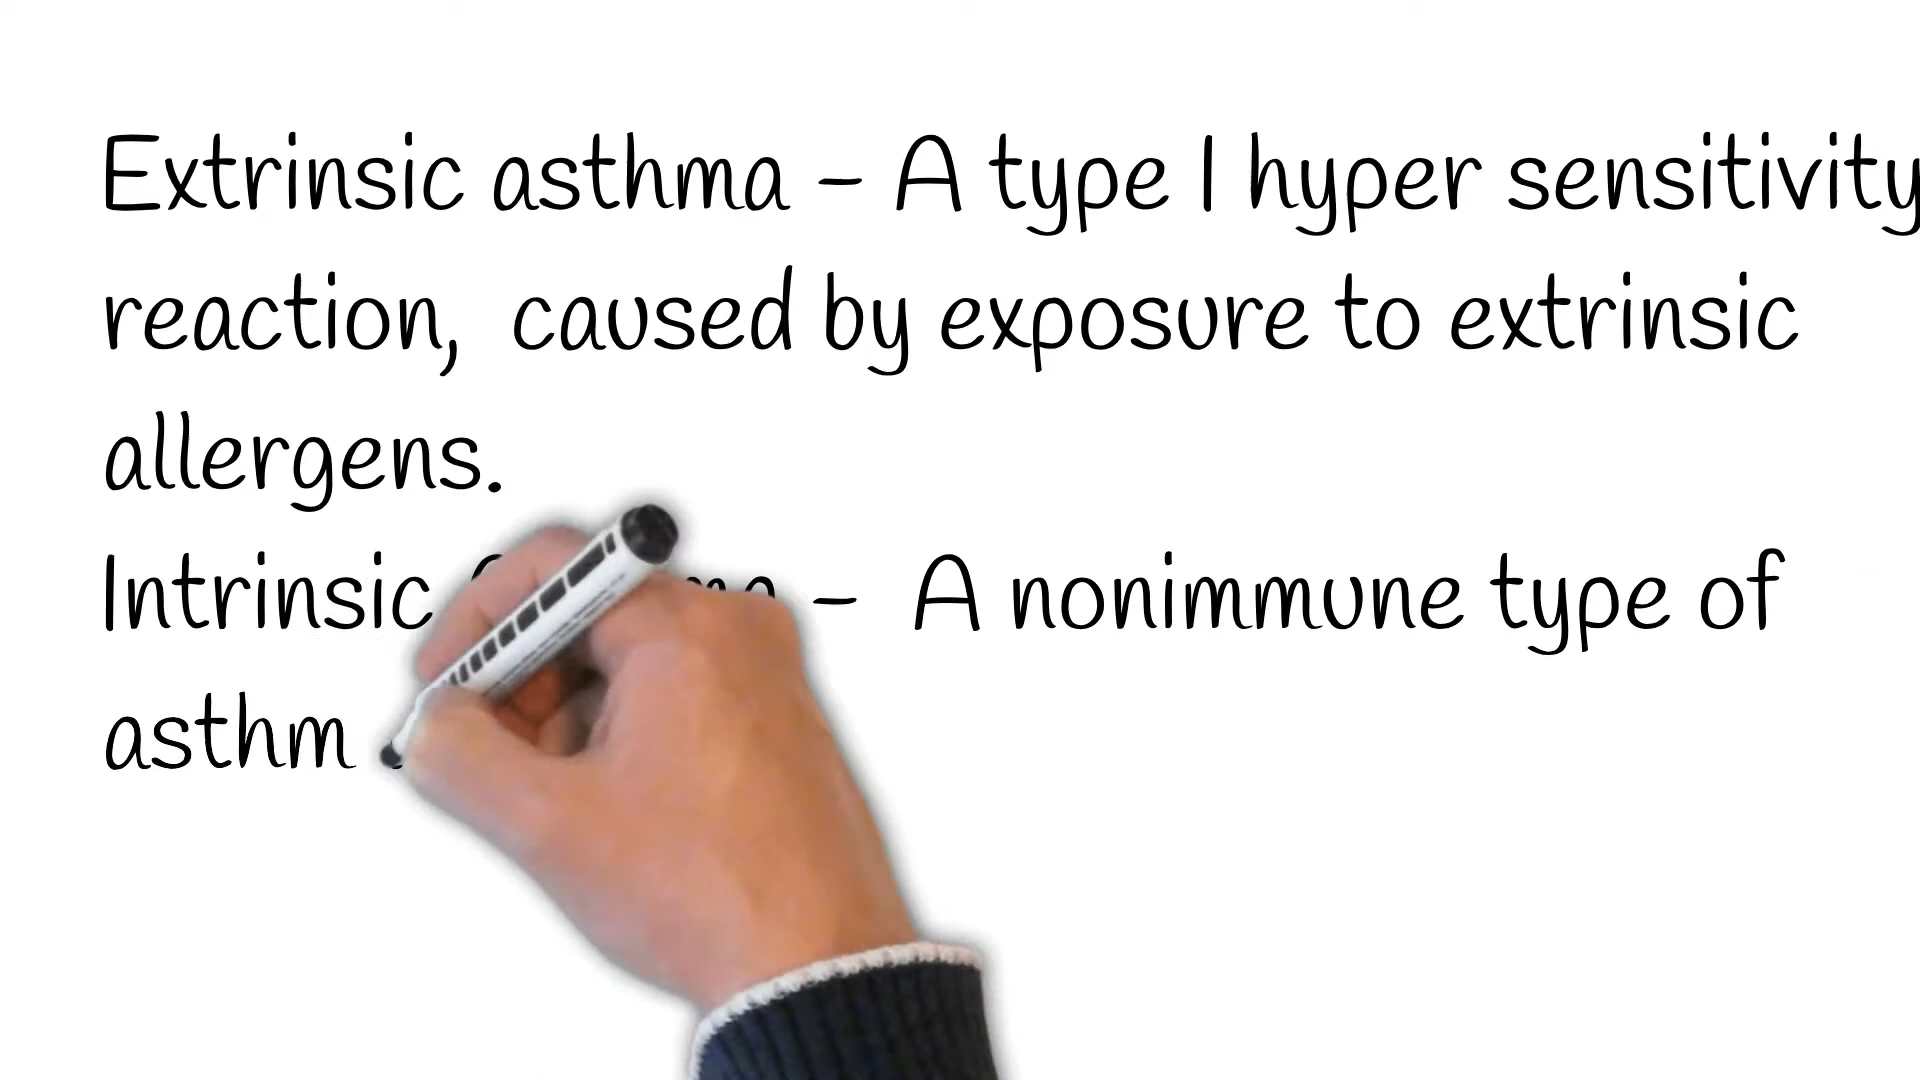 Extrinsic asthma - A type I hyper sensitivity
reaction, caused by exposure to extrinsic
allergens.
Intrinsic - A nonimmune type of
asthm